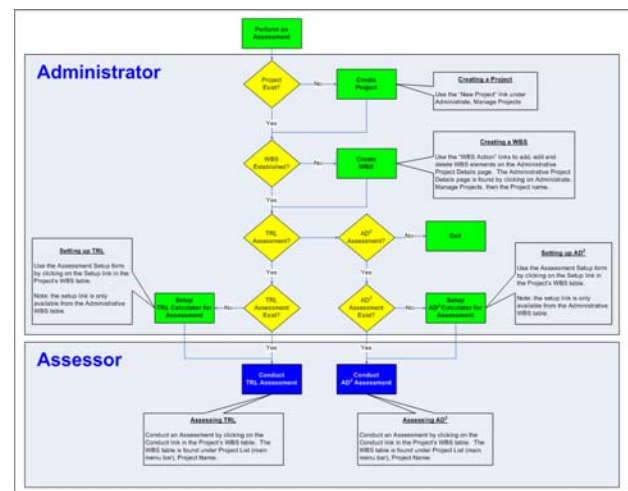 Perform an
Assessment
Administrator
Project
Exist?
No
Create
Project
Creating a Project
Use the "New Project" link under
Administrate, Manage Projects
Yes
WBS
Established?
No
Create
WBS
Creating a WBS
Use the "WBS Action" links to add, edit and
delete WBS elements on the Administrative
Project Details page. The Administrative Project
Details page is found by clicking on Administrate,
Manage Projects, then the Project name.
Yes
TRL
Assessment?
No
AD²
Assessment?
No
Exit
Setting up TRL
Use the Assessment Setup form
by clicking on the Setup link in the
Project's WBS table.
Note: the setup link is only
available from the Administrative
WBS table.
Setting up AD²
Use the Assessment Setup form
by clicking on the Setup link in the
Project's WBS table.
Note: the setup link is only
available from the Administrative
WBS table.
Yes
Yes
Setup
TRL Calculator for
Assessment
No
TRL
Assessment
Exist?
AD²
Assessment
Exist?
No
Setup
AD² Calculator for
Assessment
Yes
Yes
Assessor
Conduct
TRL Assessment
Conduct
AD² Assessment
Assessing TRL
Conduct an Assessment by clicking on the
Conduct link in the Project's WBS table. The
WBS table is found under Project List (main
menu bar), Project Name.
Assessing AD²
Conduct an Assessment by clicking on the
Conduct link in the Project's WBS table. The
WBS table is found under Project List (main
menu bar), Project Name.